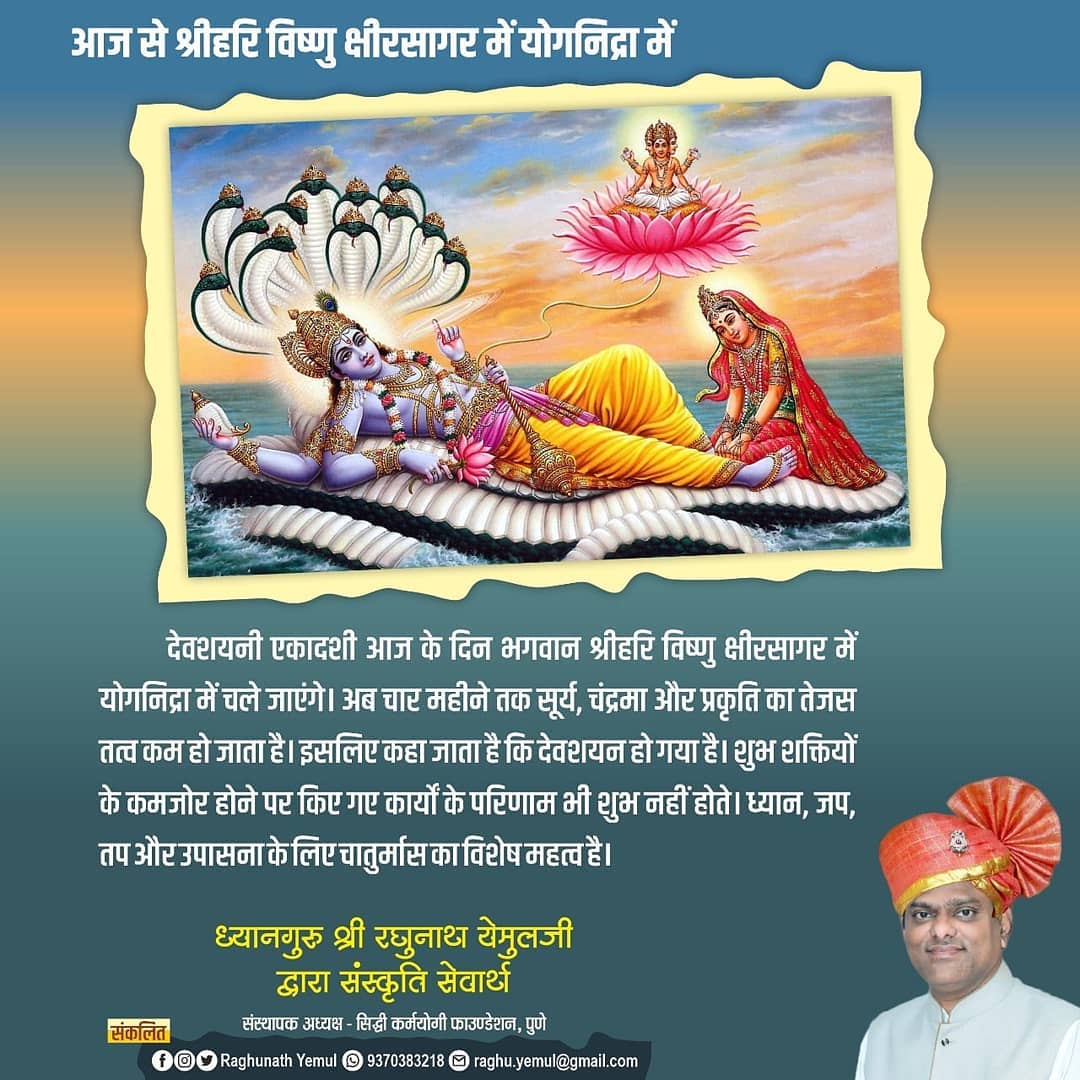 आज से श्रीहरि विष्णु क्षीरसागर में योगनिद्रा में
देवशयनी एकादशी आज के दिन भगवान श्रीहरि विष्णु क्षीरसागर में
योगनिद्रा में चले जाएंगे। अब चार महीने तक सूर्य, चंद्रमा और प्रकृति का तेजस
तत्व कम हो जाता है। इसलिए कहा जाता है कि देवशयन हो गया है। शुभ शक्तियों
के कमजोर होने पर किए गए कार्यों के परिणाम भी शुभ नहीं होते। ध्यान, जप,
तप और उपासना के लिए चातुर्मास का विशेष महत्व है।
ध्यानगुरु श्री रघुनाथ येमुलजी
द्वारा संस्कृति सेवार्थ
संस्थापक अध्यक्ष - सिद्धी कर्मयोगी फाउण्डेशन, पुणे
संकलित
Raghunath Yemul 9370383218 raghu.yemul@gmail.com